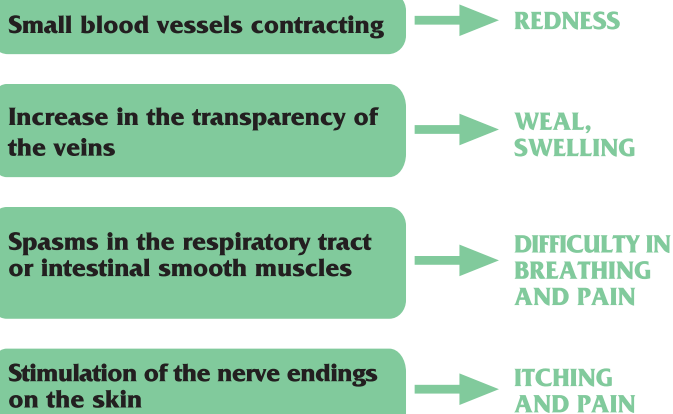 Small blood vessels contracting
REDNESS
Increase in the transparency of
the veins
WEAL,
SWELLING
Spasms in the respiratory tract
or intestinal smooth muscles
DIFFICULTY IN
BREATHING
AND PAIN
Stimulation of the nerve endings
on the skin
ITCHING
AND PAIN